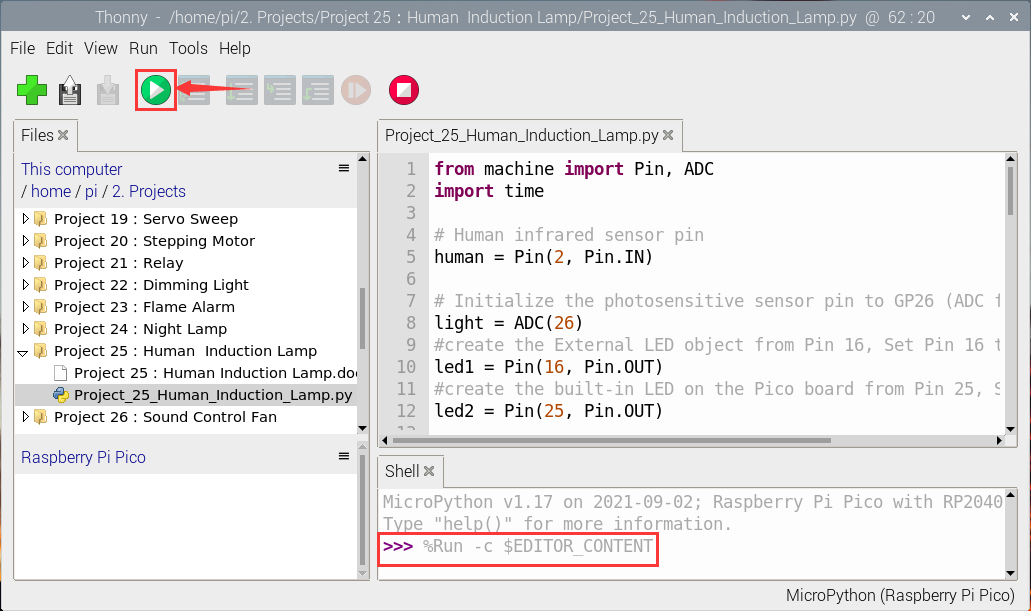 Thonny - /home/pi/2. Projects/Project 25 : Human  Induction Lamp/Project_25_Human_Induction_Lamp.py @ 62 : 20
File Edit View Run Tools Help
Files
This computer
/ home / pi / 2. Projects
Project 19 : Servo Sweep
Project 20 : Stepping Motor
Project 21 : Relay
Project 22 : Dimming Light
Project 23 : Flame Alarm
Project 24 : Night Lamp
Project 25 : Human  Induction Lamp
Project 25 : Human Induction Lamp.doc
Project_25_Human_Induction_Lamp.py
Project 26 : Sound Control Fan
Raspberry Pi Pico
Project_25_Human_Induction_Lamp.py
1 from machine import Pin, ADC
2 import time
3
4 # Human infrared sensor pin
5 human = Pin(2, Pin.IN)
6
7 # Initialize the photosensitive sensor pin to GP26 (ADC f
8 light = ADC(26)
9 #create the External LED object from Pin 16, Set Pin 16 t
10 led1 = Pin(16, Pin.OUT)
11 #create the built-in LED on the Pico board from Pin 25, S
12 led2 = Pin(25, Pin.OUT)
Shell
MicroPython v1.17 on 2021-09-02; Raspberry Pi Pico with RP2040
Type "help()" for more information.
>>> %Run -c $EDITOR_CONTENT
MicroPython (Raspberry Pi Pico)